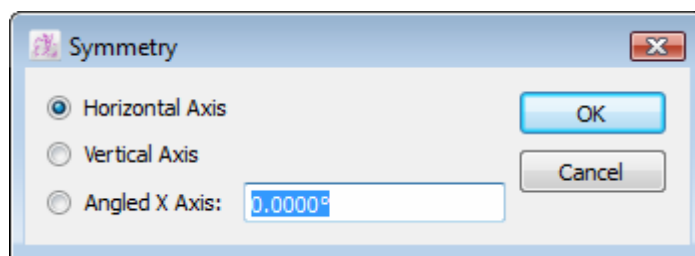 Symmetry
Horizontal Axis
OK
Vertical Axis
Cancel
Angled X Axis: 0.0000°